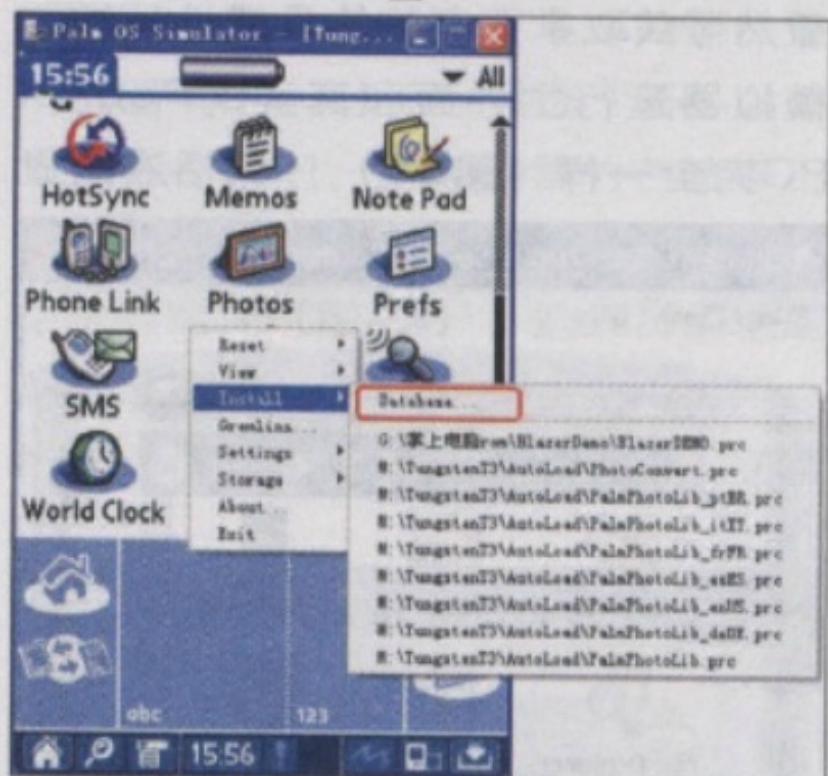 Palm OS Simulator - [Tung...
15:56
All
HotSync Memos Note Pad
Phone Link Photos Prefs
SMS
World Clock
Reset
View
Install
Gremlins...
Settings
Storage
About...
Exit
Database...
G:\掌上电脑rom\BlazerDemo\BlazerDEMO.prc
M:\TungstenT3\AutoLoad\PhotoConvert.prc
M:\TungstenT3\AutoLoad\PalmPhotoLib_ptBR.prc
M:\TungstenT3\AutoLoad\PalmPhotoLib_itIT.prc
M:\TungstenT3\AutoLoad\PalmPhotoLib_frFR.prc
M:\TungstenT3\AutoLoad\PalmPhotoLib_esES.prc
M:\TungstenT3\AutoLoad\PalmPhotoLib_enUS.prc
M:\TungstenT3\AutoLoad\PalmPhotoLib_deDE.prc
M:\TungstenT3\AutoLoad\PalmPhotoLib.prc
abc 123
15:56